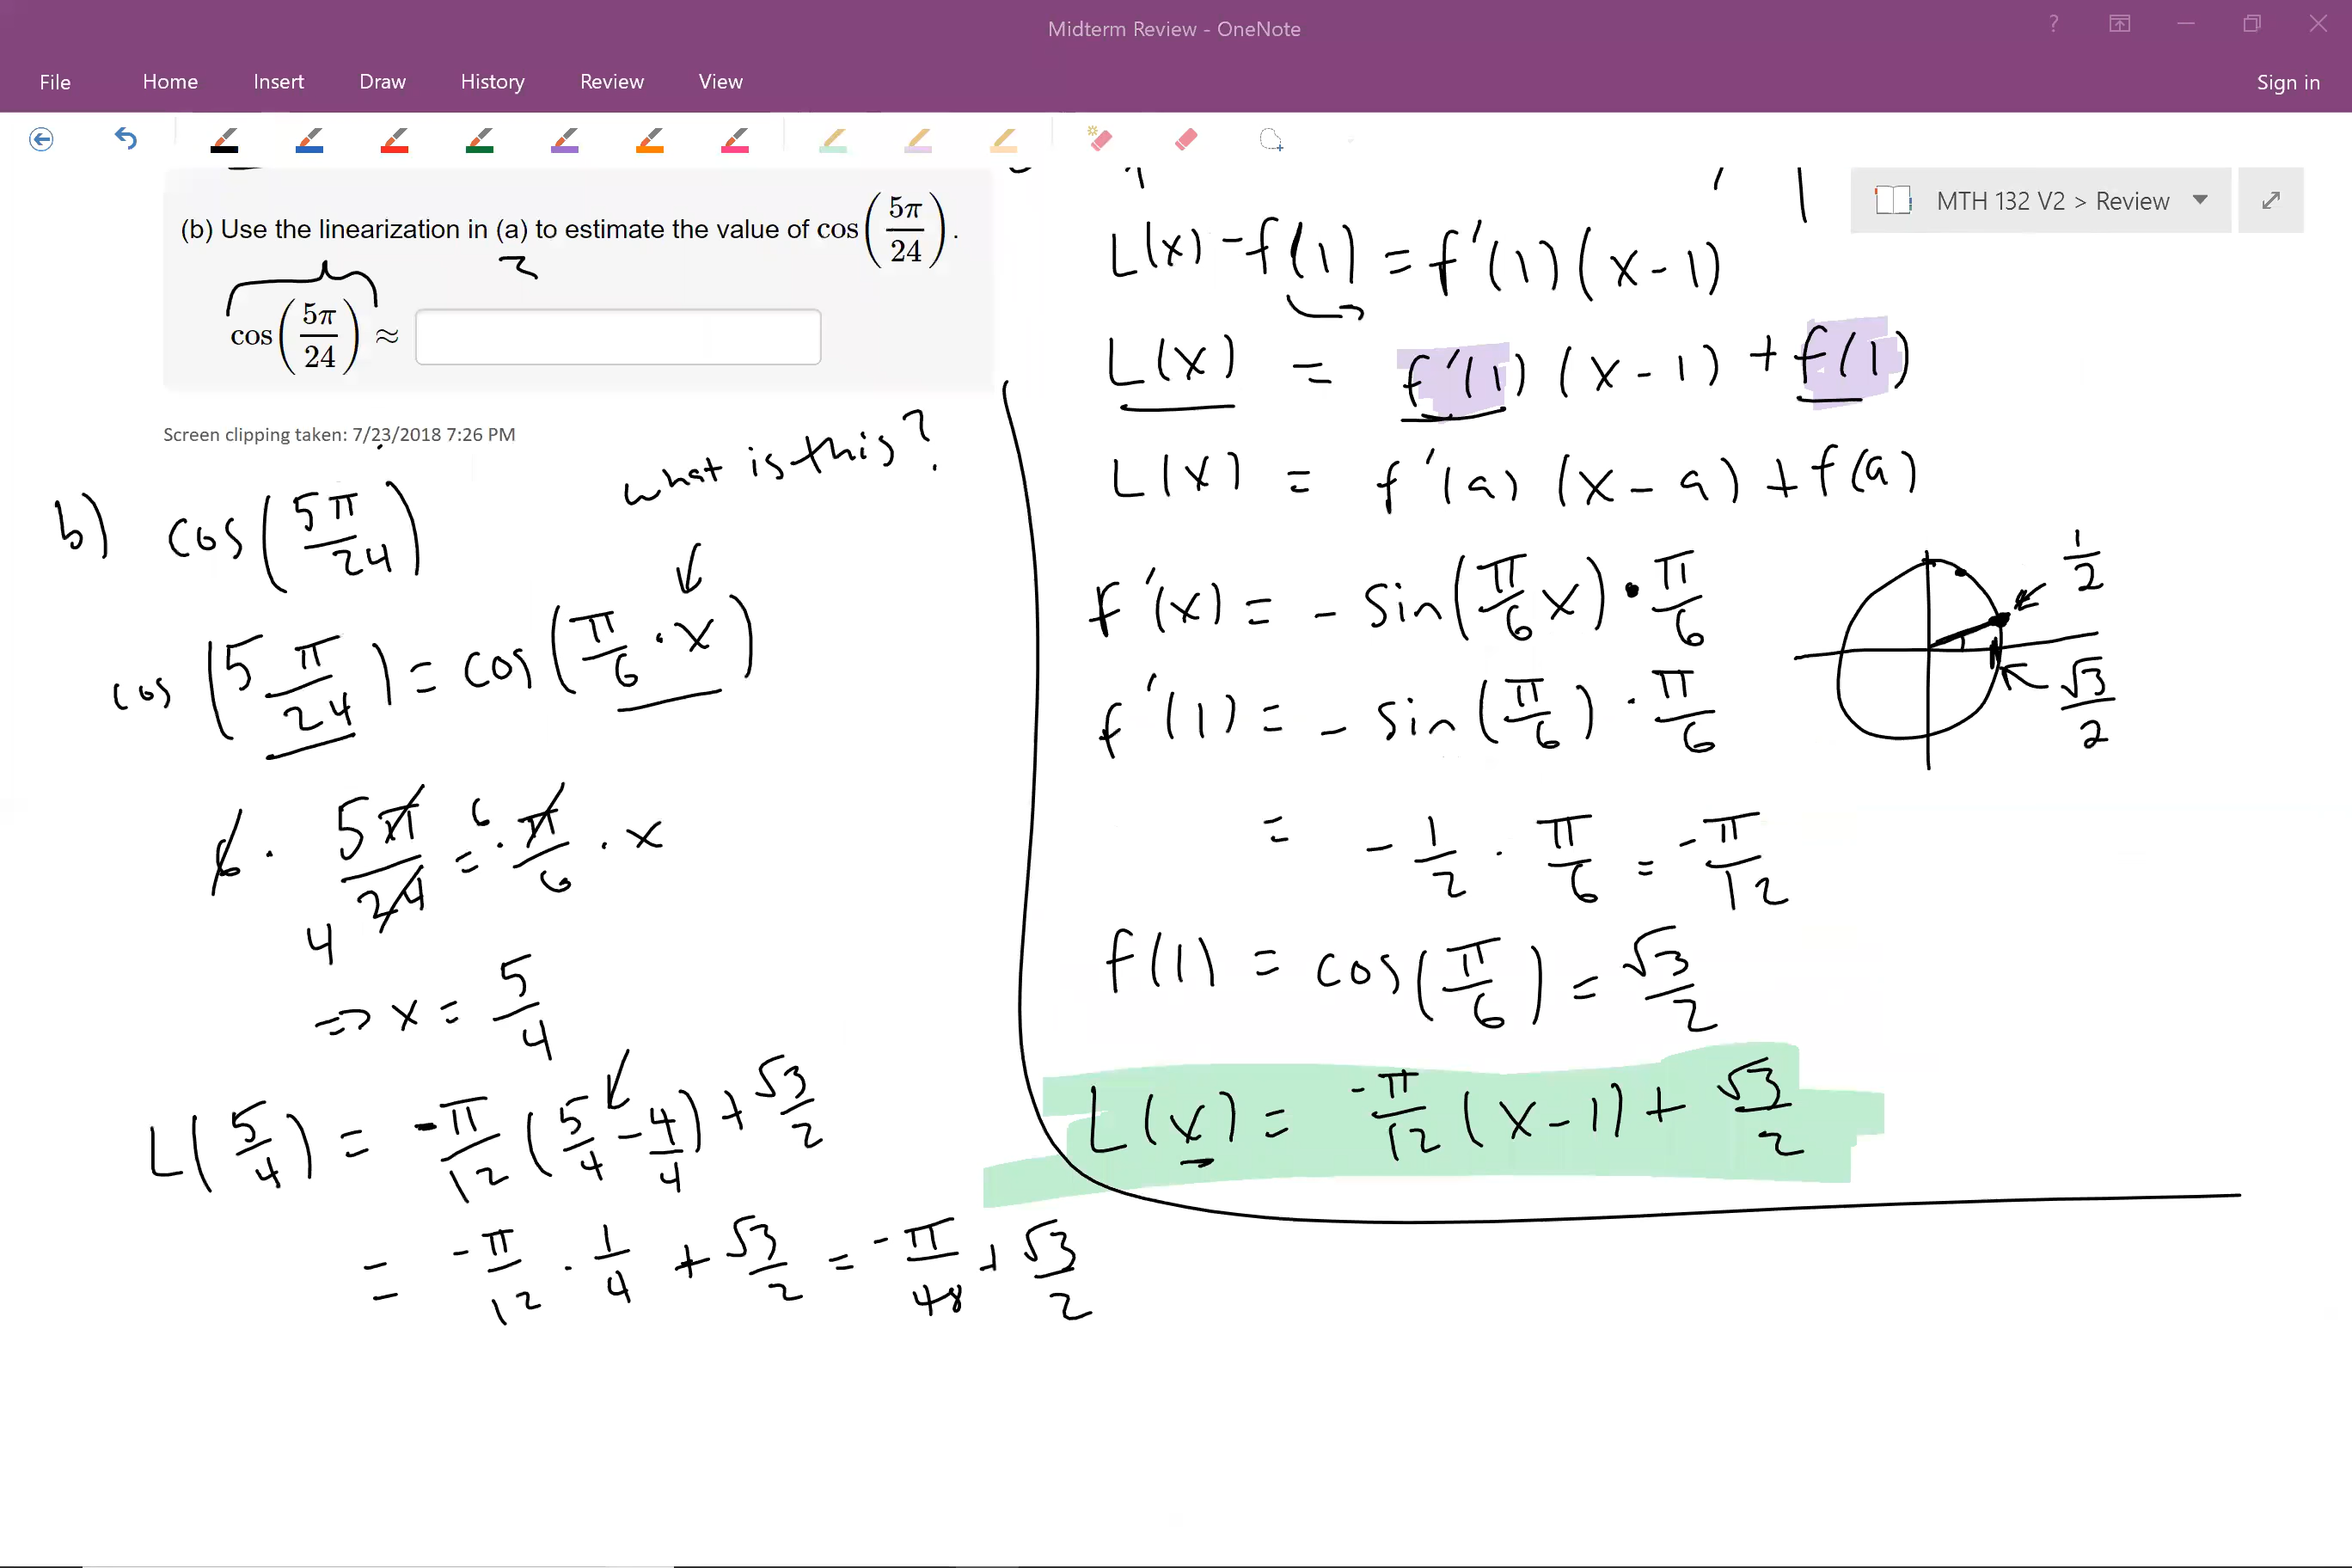 Midterm Review - OneNote
File Home Insert Draw History Review View Sign in
MTH 132 V2 > Review
(b) Use the linearization in (a) to estimate the value of cos(5π/24).
cos(5π/24) ≈
Screen clipping taken: 7/23/2018 7:26 PM
what is this?
b) cos(5π/24)
cos(5π/24) = cos(π/6 · x)
6 · 5π/24 = 6 · π/6 · x
4
=> x = 5/4
L(5/4) = -π/12 (5/4 - 4/4) + √3/2
= -π/12 · 1/4 + √3/2 = -π/48 + √3/2
L(x) - f(1) = f'(1)(x-1)
L(x) = f'(1)(x-1) + f(1)
L(x) = f'(a)(x-a) + f(a)
f'(x) = -sin(π/6 x) · π/6
f'(1) = -sin(π/6) · π/6
= -1/2 · π/6 = -π/12
f(1) = cos(π/6) = √3/2
L(x) = -π/12 (x-1) + √3/2
1/2
√3/2